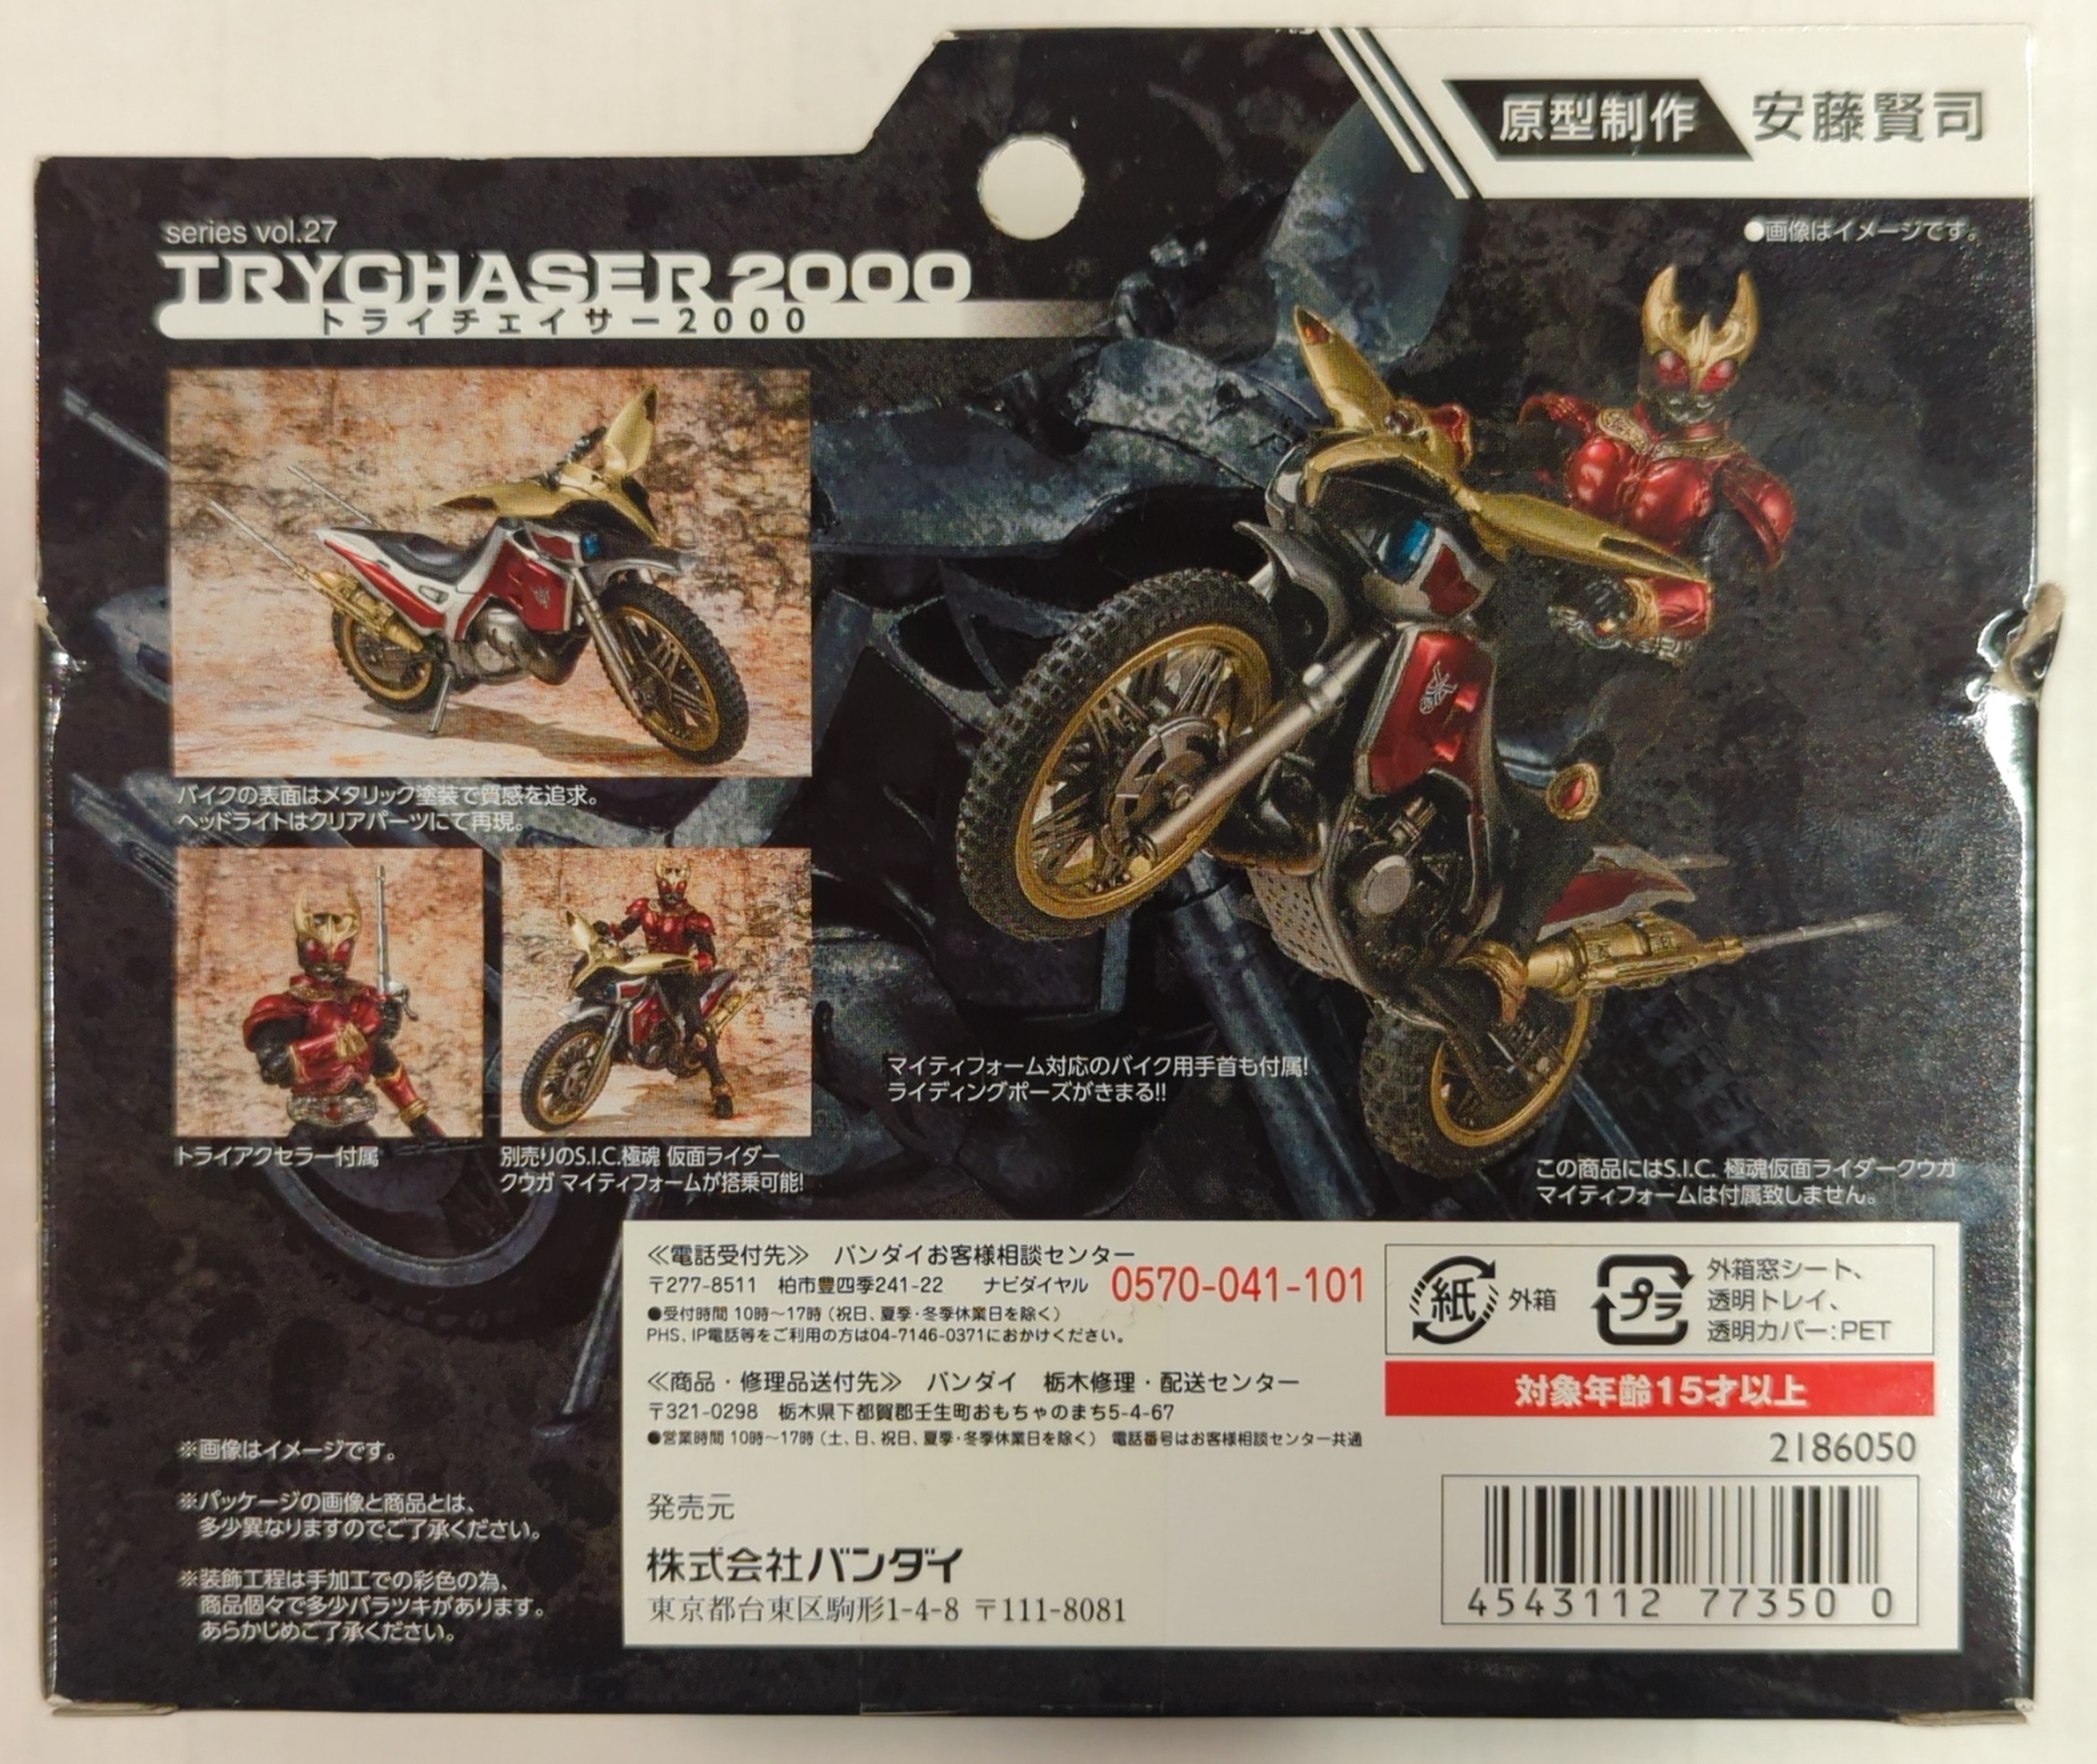 原型制作 安藤賢司
●画像はイメージです。
series vol.27
TRYCHASER 2000
トライチェイサー2000
バイクの表面はメタリック塗装で質感を追求。
ヘッドライトはクリアパーツにて再現。
トライアクセラー付属
別売りのS.I.C.極魂 仮面ライダー
クウガ マイティフォームが搭乗可能!
マイティフォーム対応のバイク用手首も付属!
ライディングポーズがきまる!!
この商品にはS.I.C. 極魂仮面ライダークウガ
マイティフォームは付属致しません。
※画像はイメージです。
※パッケージの画像と商品とは、
多少異なりますのでご了承ください。
※装飾工程は手加工での彩色の為、
商品個々で多少バラツキがあります。
あらかじめご了承ください。
≪電話受付先≫ バンダイお客様相談センター
〒277-8511 柏市豊四季241-22 ナビダイヤル 0570-041-101
●受付時間 10時〜17時（祝日、夏季・冬季休業日を除く）
PHS、IP電話等をご利用の方は04-7146-0371におかけください。
≪商品・修理品送付先≫ バンダイ 栃木修理・配送センター
〒321-0298 栃木県下都賀郡壬生町おもちゃのまち5-4-67
●営業時間 10時〜17時（土、日、祝日、夏季・冬季休業日を除く） 電話番号はお客様相談センター共通
発売元
株式会社バンダイ
東京都台東区駒形1-4-8 〒111-8081
紙 外箱
プラ 外箱窓シート、
透明トレイ、
透明カバー:PET
対象年齢15才以上
2186050
4543112 77350 0